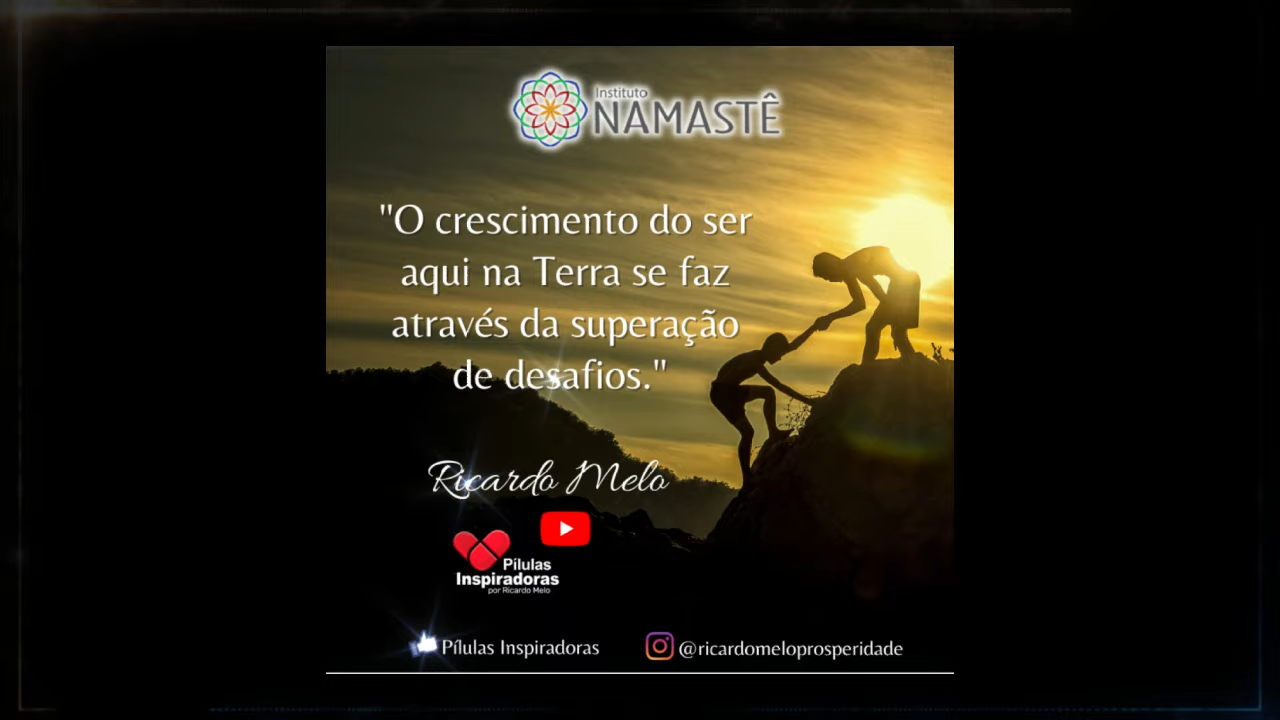 Instituto
NAMASTÊ
"O crescimento do ser
aqui na Terra se faz
através da superação
de desafios."
Ricardo Melo
Pílulas
Inspiradoras
por Ricardo Melo
Pílulas Inspiradoras
@ricardomeloprosperidade